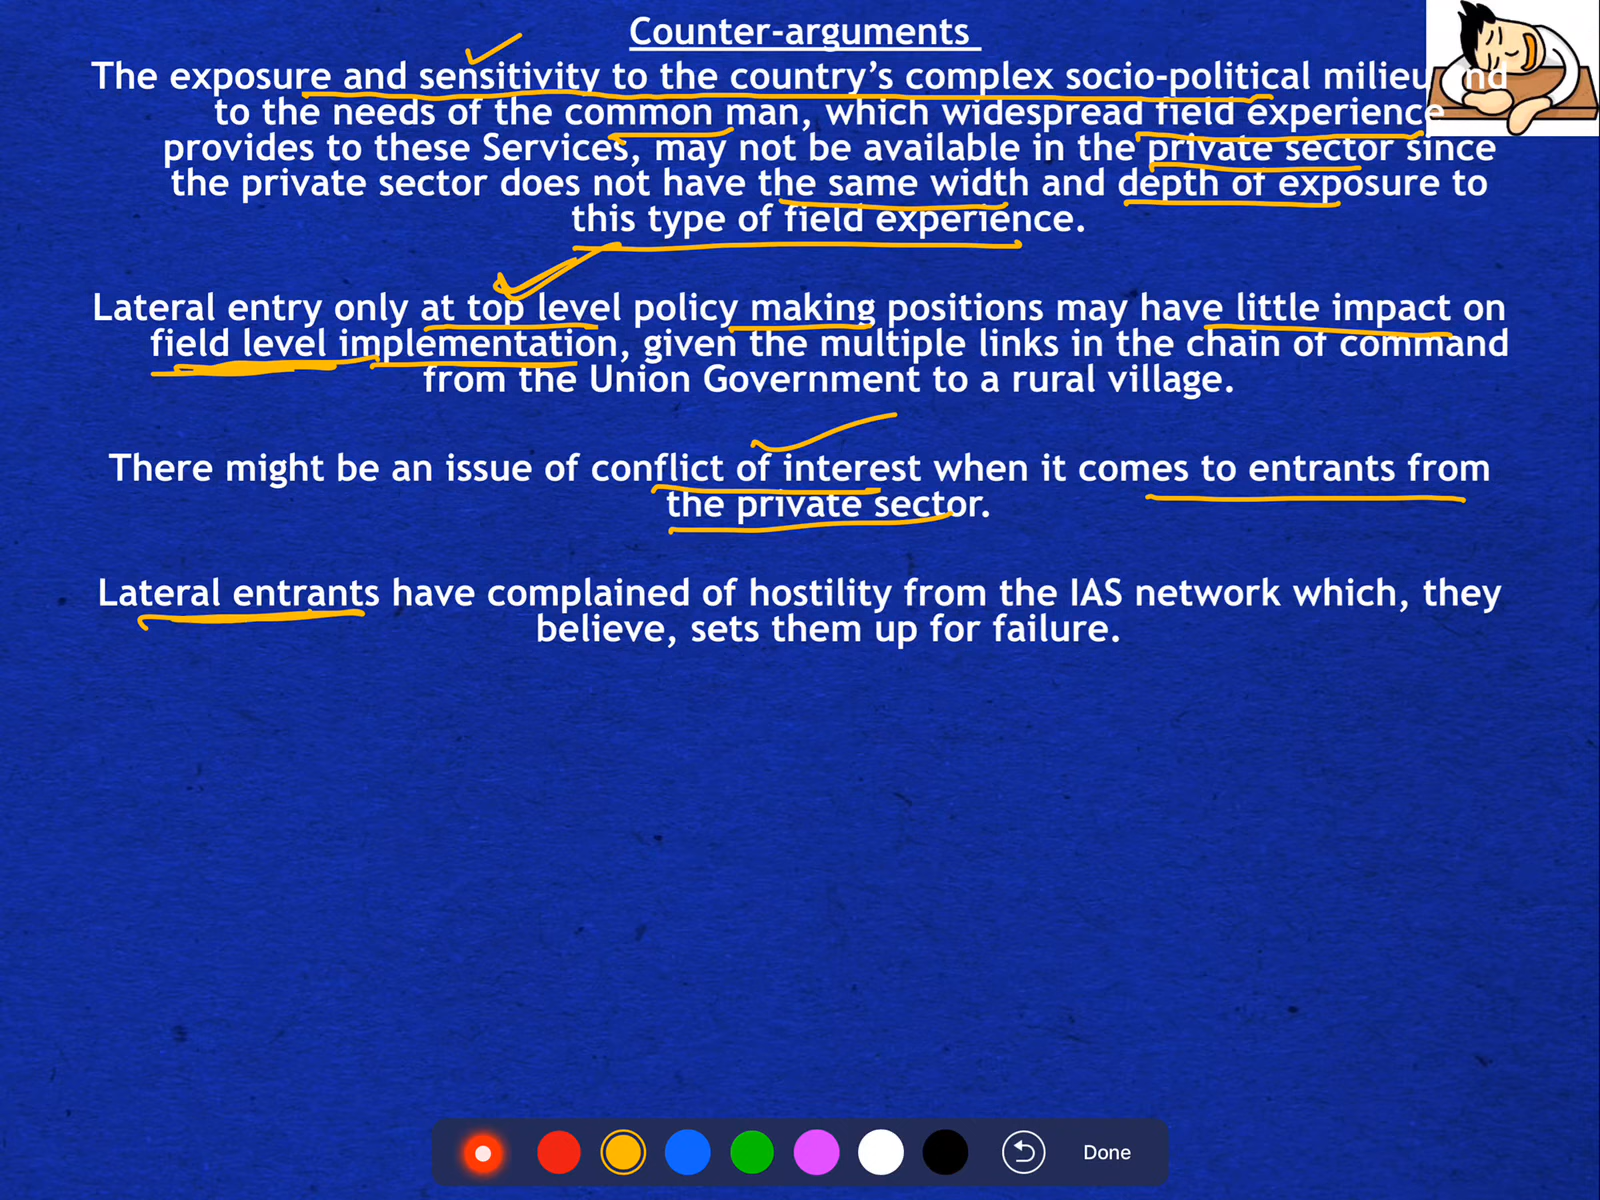 Counter-arguments
The exposure and sensitivity to the country's complex socio-political milieu and
to the needs of the common man, which widespread field experience
provides to these Services, may not be available in the private sector since
the private sector does not have the same width and depth of exposure to
this type of field experience.
Lateral entry only at top level policy making positions may have little impact on
field level implementation, given the multiple links in the chain of command
from the Union Government to a rural village.
There might be an issue of conflict of interest when it comes to entrants from
the private sector.
Lateral entrants have complained of hostility from the IAS network which, they
believe, sets them up for failure.
Done